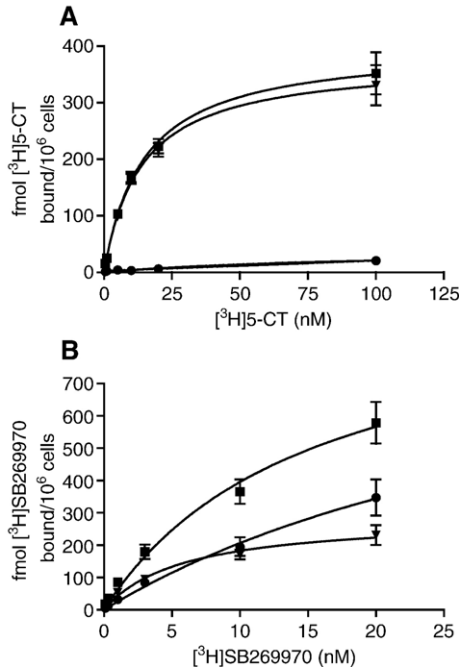 A
fmol [³H]5-CT
bound/10⁶ cells
400
300
200
100
0
0 25 50 75 100 125
[³H]5-CT (nM)
B
fmol [³H]SB269970
bound/10⁶ cells
700
600
500
400
300
200
100
0
0 5 10 15 20 25
[³H]SB269970 (nM)